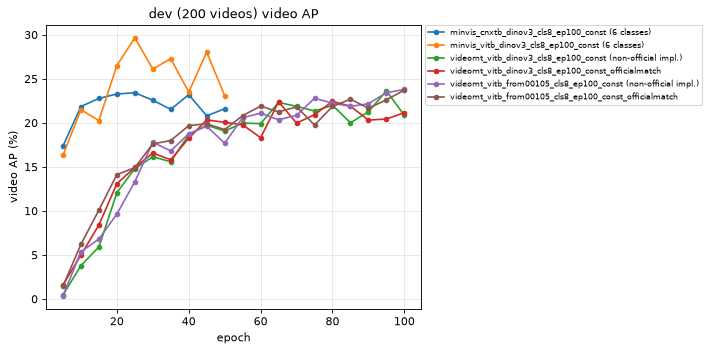 dev (200 videos) video AP
minvis_cnxtb_dinov3_cls8_ep100_const (6 classes)
minvis_vitb_dinov3_cls8_ep100_const (6 classes)
videomt_vitb_dinov3_cls8_ep100_const (non-official impl.)
videomt_vitb_dinov3_cls8_ep100_const_officialmatch
videomt_vitb_from00105_cls8_ep100_const (non-official impl.)
videomt_vitb_from00105_cls8_ep100_const_officialmatch
video AP (%)
30
25
20
15
10
5
0
20 40 60 80 100
epoch